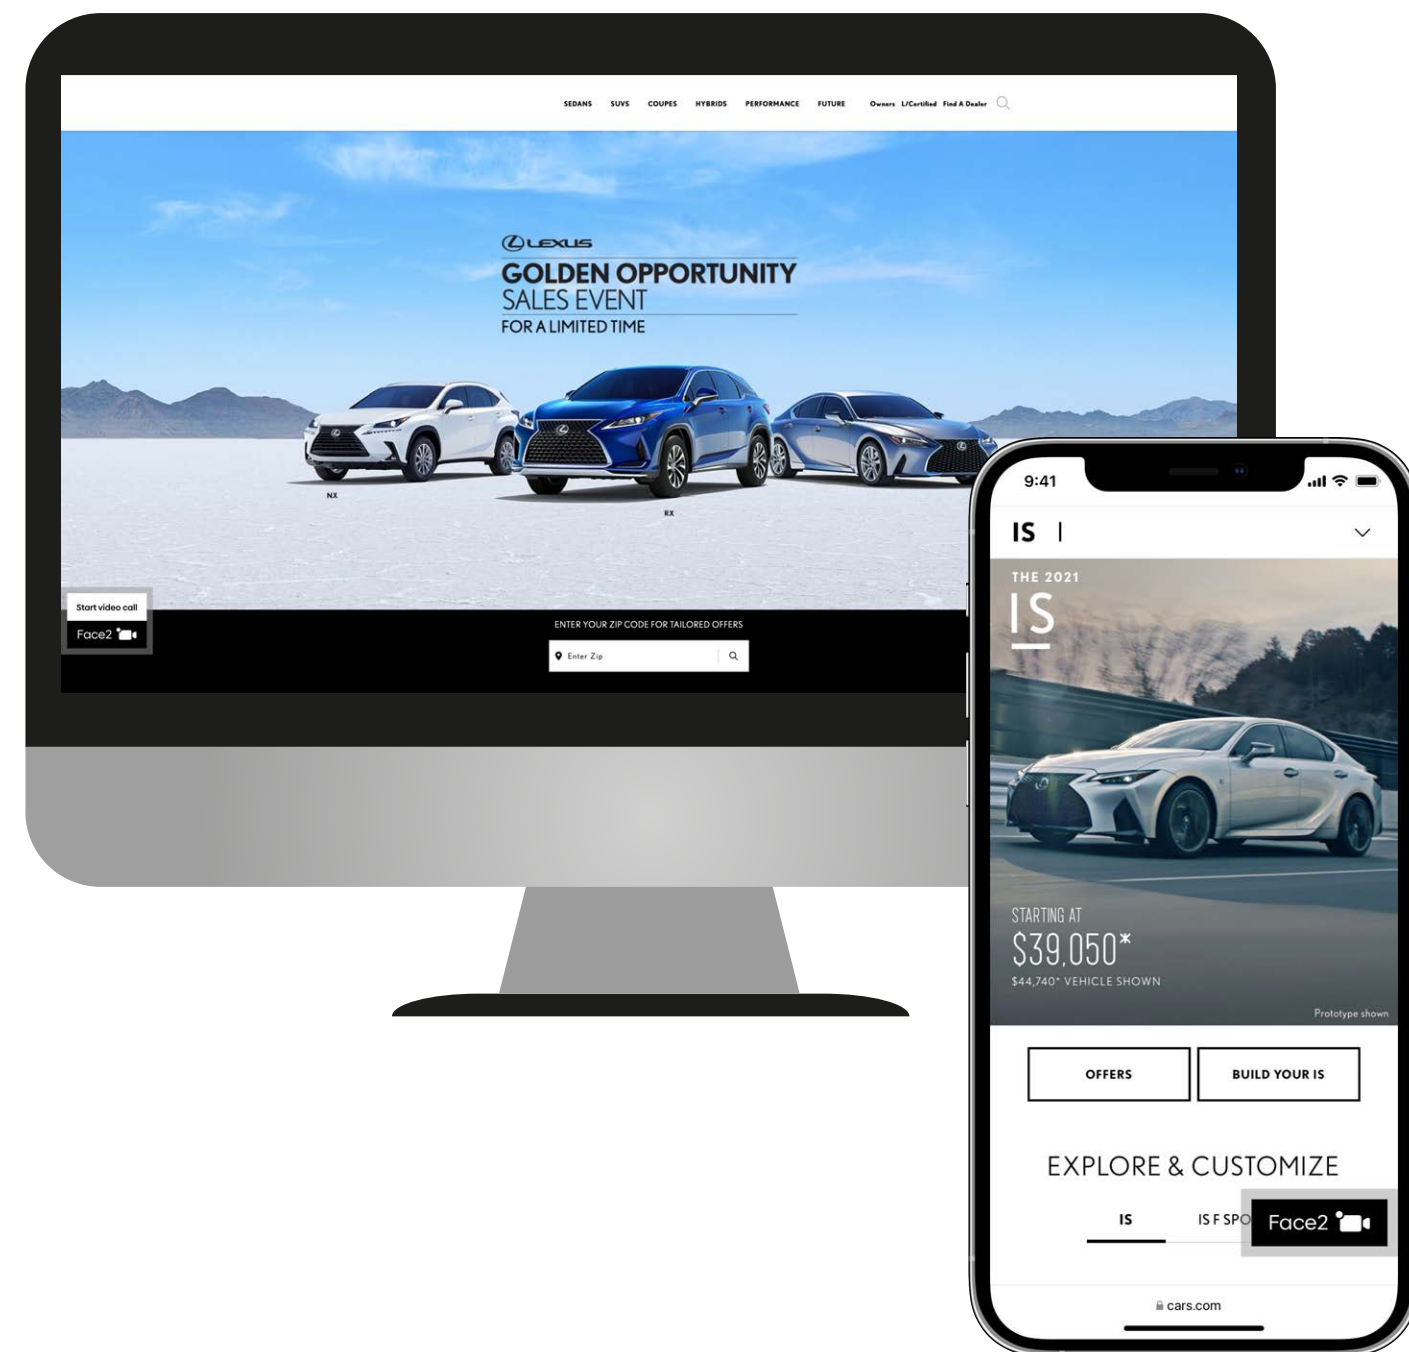 SEDANS SUVS COUPES HYBRIDS PERFORMANCE FUTURE Owners L/Certified Find A Dealer
LEXUS
GOLDEN OPPORTUNITY
SALES EVENT
FOR A LIMITED TIME
NX
RX
Start video call
Face2
ENTER YOUR ZIP CODE FOR TAILORED OFFERS
Enter Zip
9:41
IS |
THE 2021
IS
STARTING AT
$39,050*
$44,740* VEHICLE SHOWN
Prototype shown
OFFERS
BUILD YOUR IS
EXPLORE & CUSTOMIZE
IS IS F SPO
Face2
cars.com